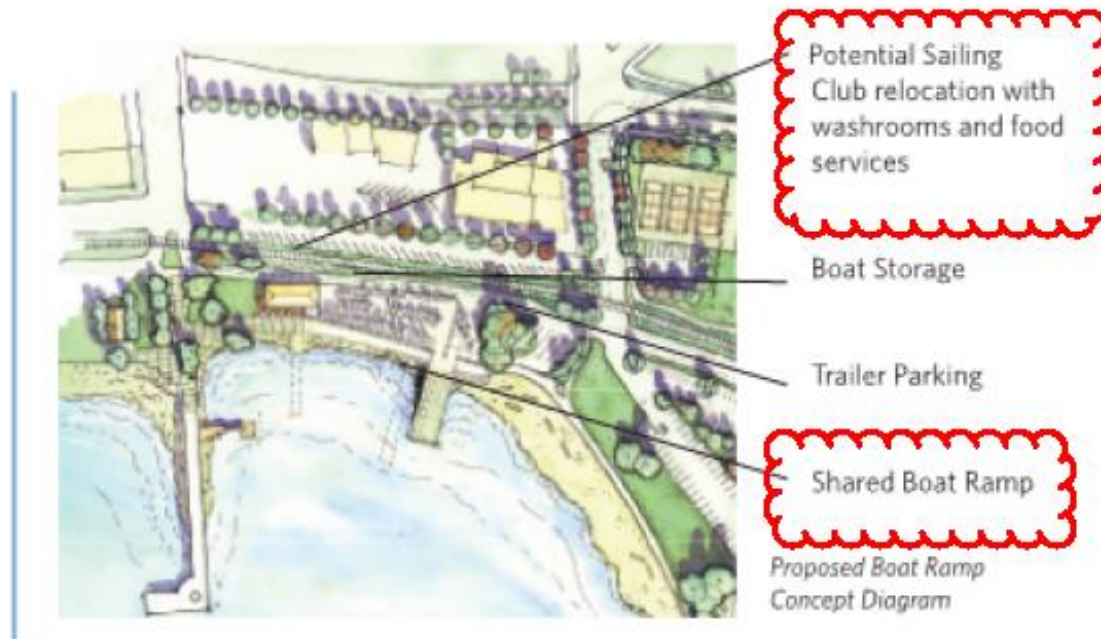 Potential Sailing
Club relocation with
washrooms and food
services
Boat Storage
Trailer Parking
Shared Boat Ramp
Proposed Boat Ramp
Concept Diagram